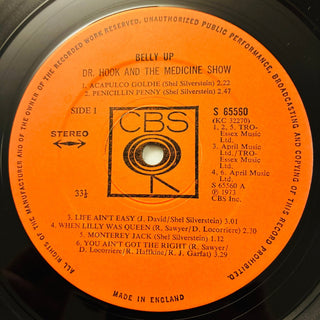 ALL RIGHTS OF THE MANUFACTURER AND OF THE OWNER OF THE RECORDED WORK RESERVED. UNAUTHORIZED PUBLIC PERFORMANCE, BROADCASTING AND COPYING OF THIS RECORD PROHIBITED.
BELLY UP
DR. HOOK AND THE MEDICINE SHOW
1. ACAPULCO GOLDIE (Shel Silverstein) 2.22
2. PENICILLIN PENNY (Shel Silverstein) 2.47
SIDE 1
STEREO
33⅓
CBS
S 65560
(KC 32270)
1, 2, 5. TRO-
Essex Music
Ltd.
3. April Music
Ltd./TRO-
Essex Music
Ltd.
4, 6. April Music
Ltd.
S 65560 A
℗ 1973
CBS Inc.
3. LIFE AIN'T EASY (J. David/Shel Silverstein) 3.01
4. WHEN LILLY WAS QUEEN (R. Sawyer/
D. Locorriere) 2.30
5. MONTEREY JACK (Shel Silverstein) 1.12
6. YOU AIN'T GOT THE RIGHT (R. Sawyer/
D. Locorriere/R. Haffkine/R. J. Garfat) 3.29
MADE IN ENGLAND